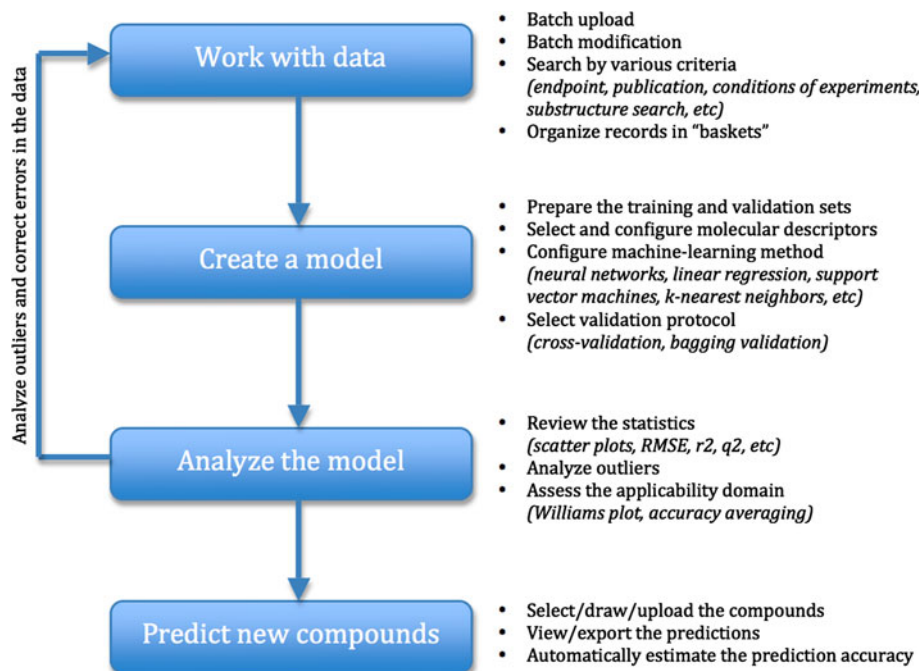 Analyze outliers and correct errors in the data
Work with data
• Batch upload
• Batch modification
• Search by various criteria
(endpoint, publication, conditions of experiments,
substructure search, etc)
• Organize records in “baskets”
Create a model
• Prepare the training and validation sets
• Select and configure molecular descriptors
• Configure machine-learning method
(neural networks, linear regression, support
vector machines, k-nearest neighbors, etc)
• Select validation protocol
(cross-validation, bagging validation)
Analyze the model
• Review the statistics
(scatter plots, RMSE, r2, q2, etc)
• Analyze outliers
• Assess the applicability domain
(Williams plot, accuracy averaging)
Predict new compounds
• Select/draw/upload the compounds
• View/export the predictions
• Automatically estimate the prediction accuracy